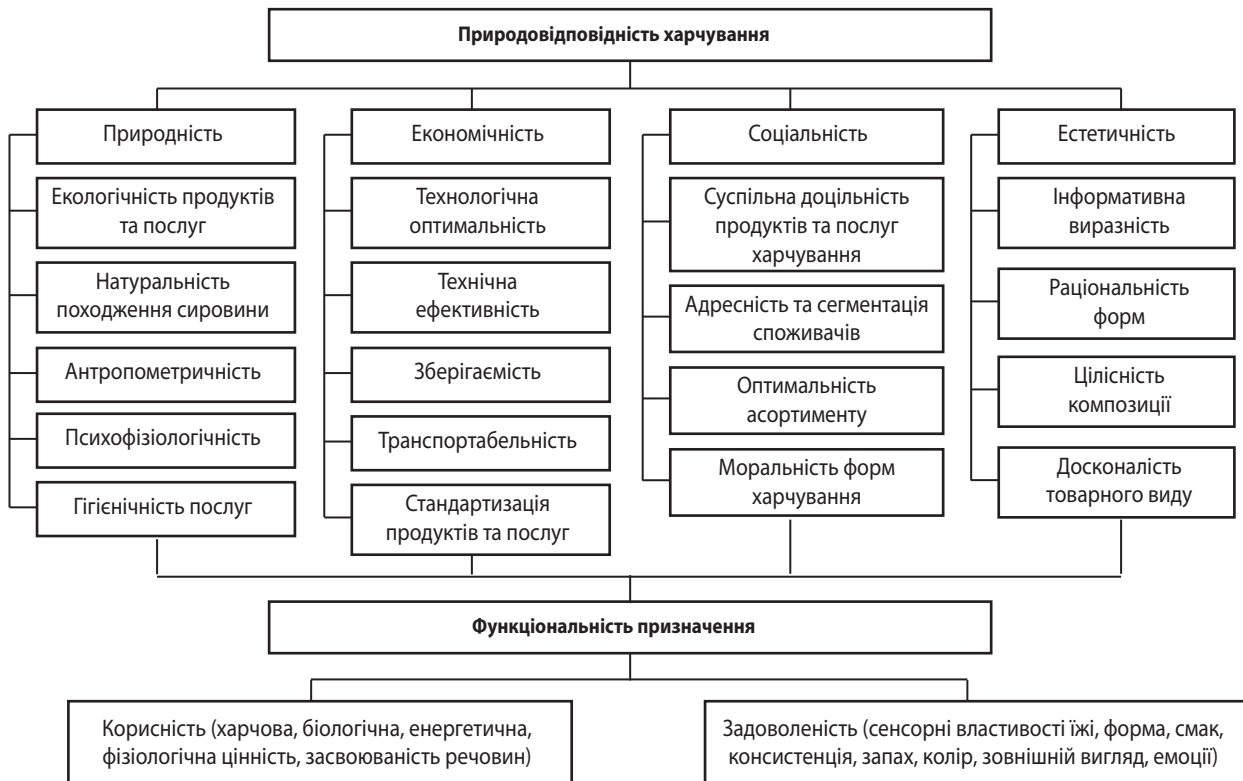 Природовідповідність харчування
Природність
Екологічність продуктів
та послуг
Натуральність
походження сировини
Антропометричність
Психофізіологічність
Гігієнічність послуг
Економічність
Технологічна
оптимальність
Технічна
ефективність
Зберігаємість
Транспортабельність
Стандартизація
продуктів та послуг
Соціальність
Суспільна доцільність
продуктів та послуг
харчування
Адресність та сегментація
споживачів
Оптимальність
асортименту
Моральність форм
харчування
Естетичність
Інформативна
виразність
Раціональність
форм
Цілісність
композиції
Досконалість
товарного виду
Функціональність призначення
Корисність (харчова, біологічна, енергетична,
фізіологічна цінність, засвоюваність речовин)
Задоволеність (сенсорні властивості їжі, форма, смак,
консистенція, запах, колір, зовнішній вигляд, емоції)